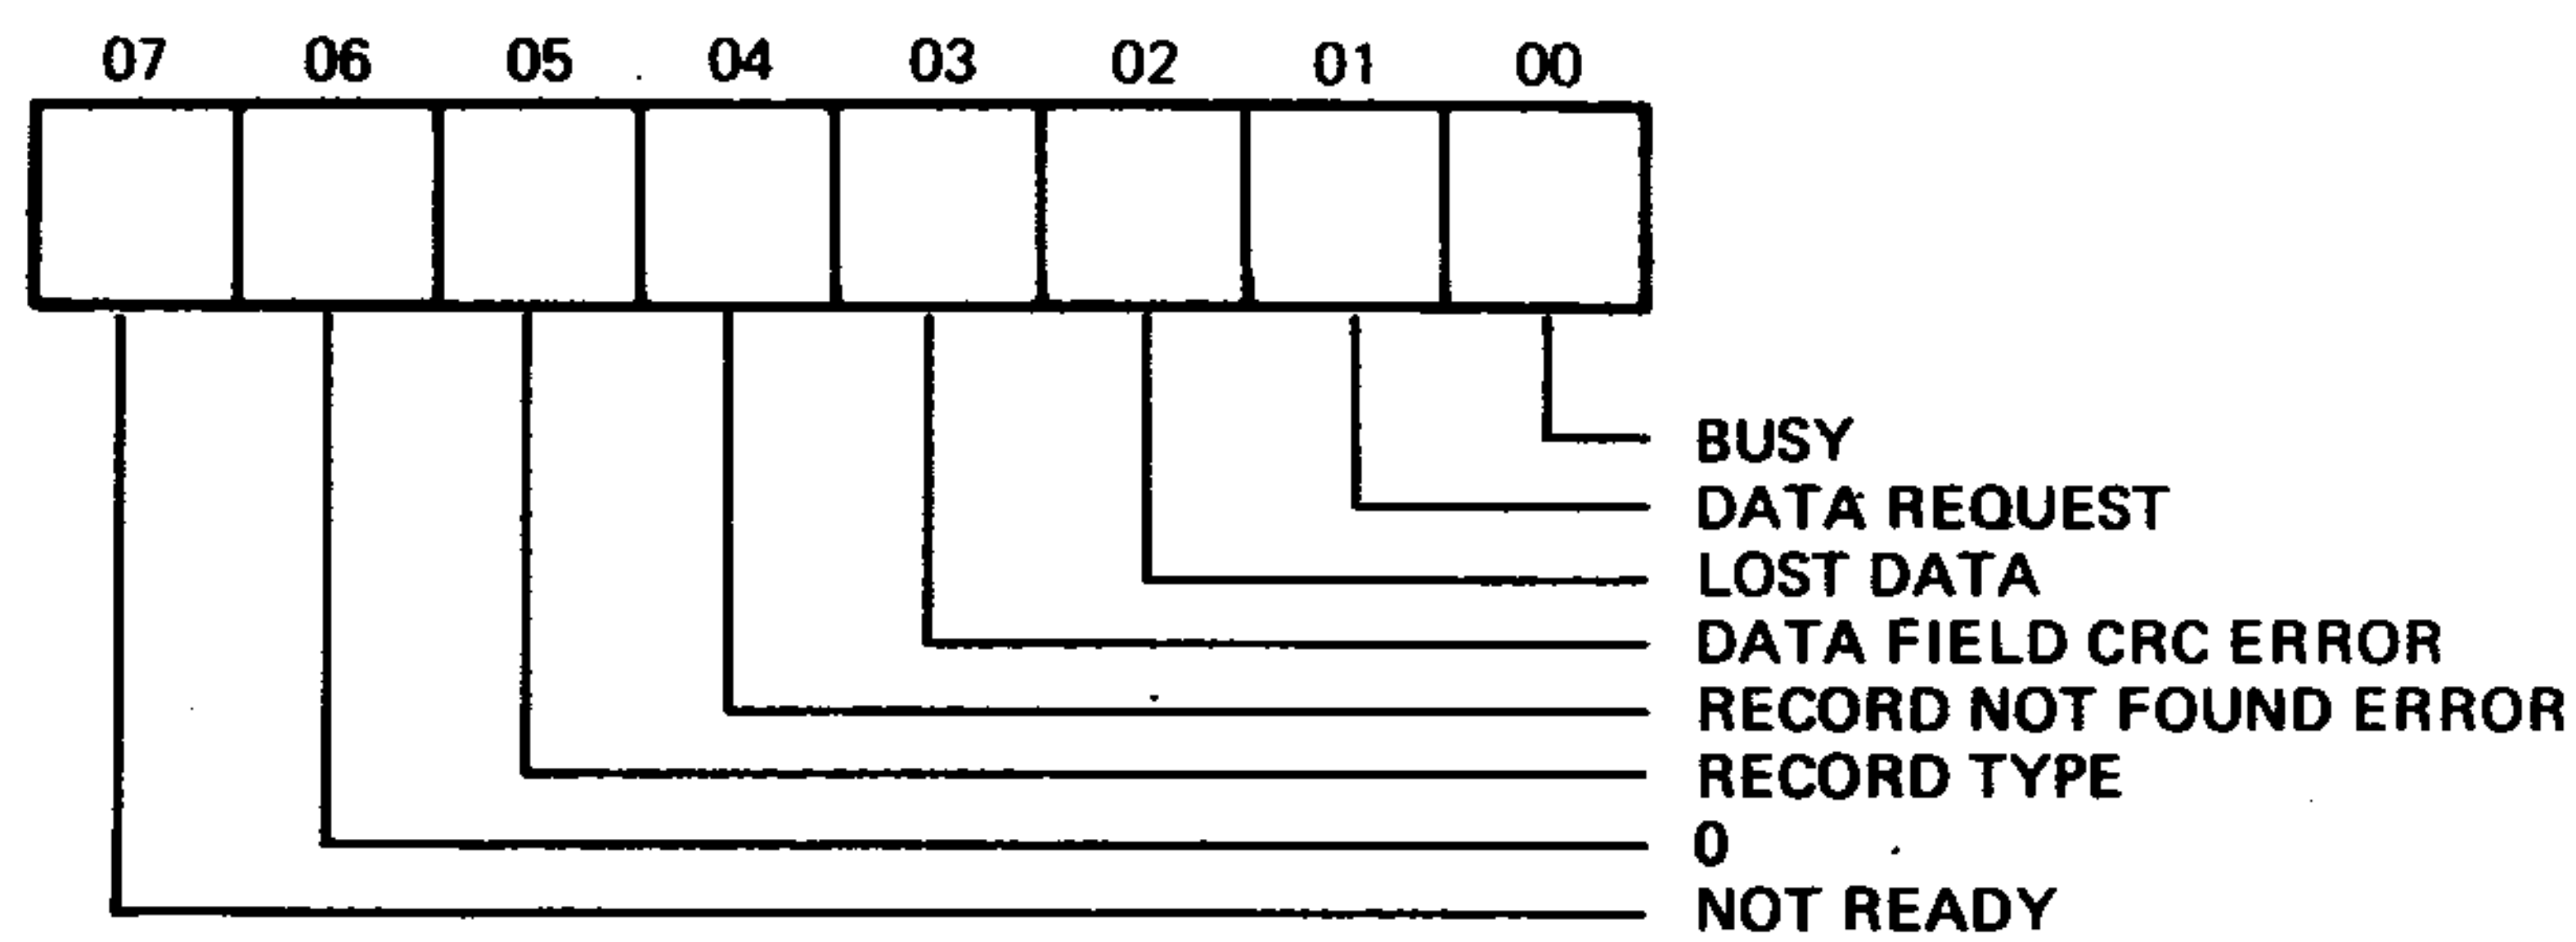 07 06 05 04 03 02 01 00
BUSY
DATA REQUEST
LOST DATA
DATA FIELD CRC ERROR
RECORD NOT FOUND ERROR
RECORD TYPE
0
NOT READY